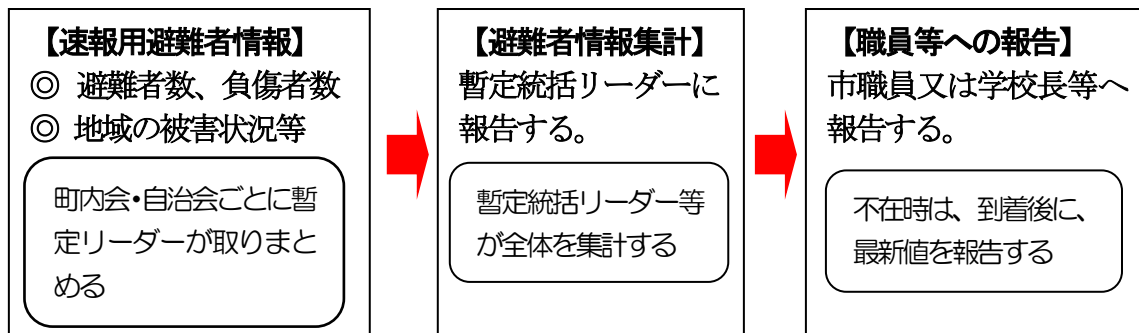 【速報用避難者情報】
◎ 避難者数、負傷者数
◎ 地域の被害状況等
町内会・自治会ごとに暫
定リーダーが取りまと
める
【避難者情報集計】
暫定統括リーダーに
報告する。
暫定統括リーダー等
が全体を集計する
【職員等への報告】
市職員又は学校長等へ
報告する。
不在時は、到着後に、
最新値を報告する